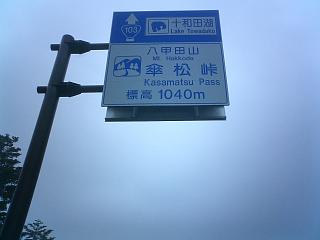 103
十和田湖
Lake Towadako
八甲田山
Mt. Hakkoda
傘松峠
Kasamatsu Pass
標高 1040m